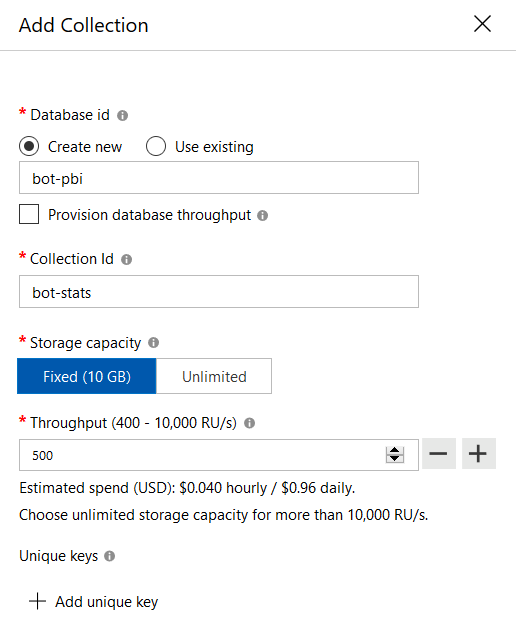 Add Collection
* Database id
Create new Use existing
bot-pbi
Provision database throughput
* Collection Id
bot-stats
* Storage capacity
Fixed (10 GB) Unlimited
* Throughput (400 - 10,000 RU/s)
500
Estimated spend (USD): $0.040 hourly / $0.96 daily.
Choose unlimited storage capacity for more than 10,000 RU/s.
Unique keys
+ Add unique key